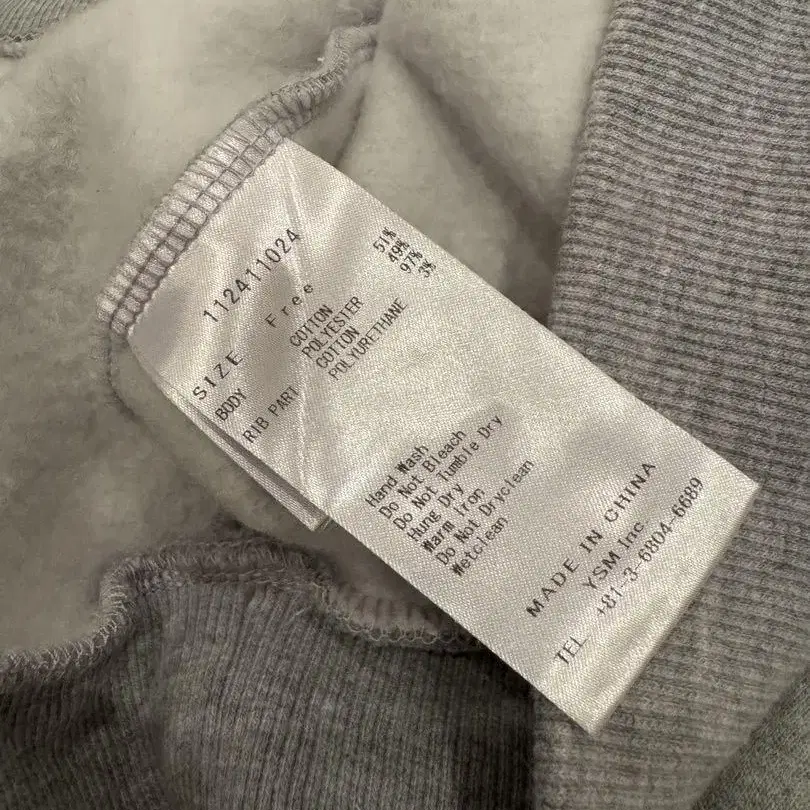 112411024
SIZE Free
BODY COTTON 51%
POLYESTER 49%
RIB PART COTTON 97%
POLYURETHANE 3%
Hand Wash
Do Not Bleach
Do Not Tumble Dry
Hung Dry
Warm Iron
Do Not Dryclean
Wetclean
MADE IN CHINA
YSM Inc.
TEL +81-3-6804-6689